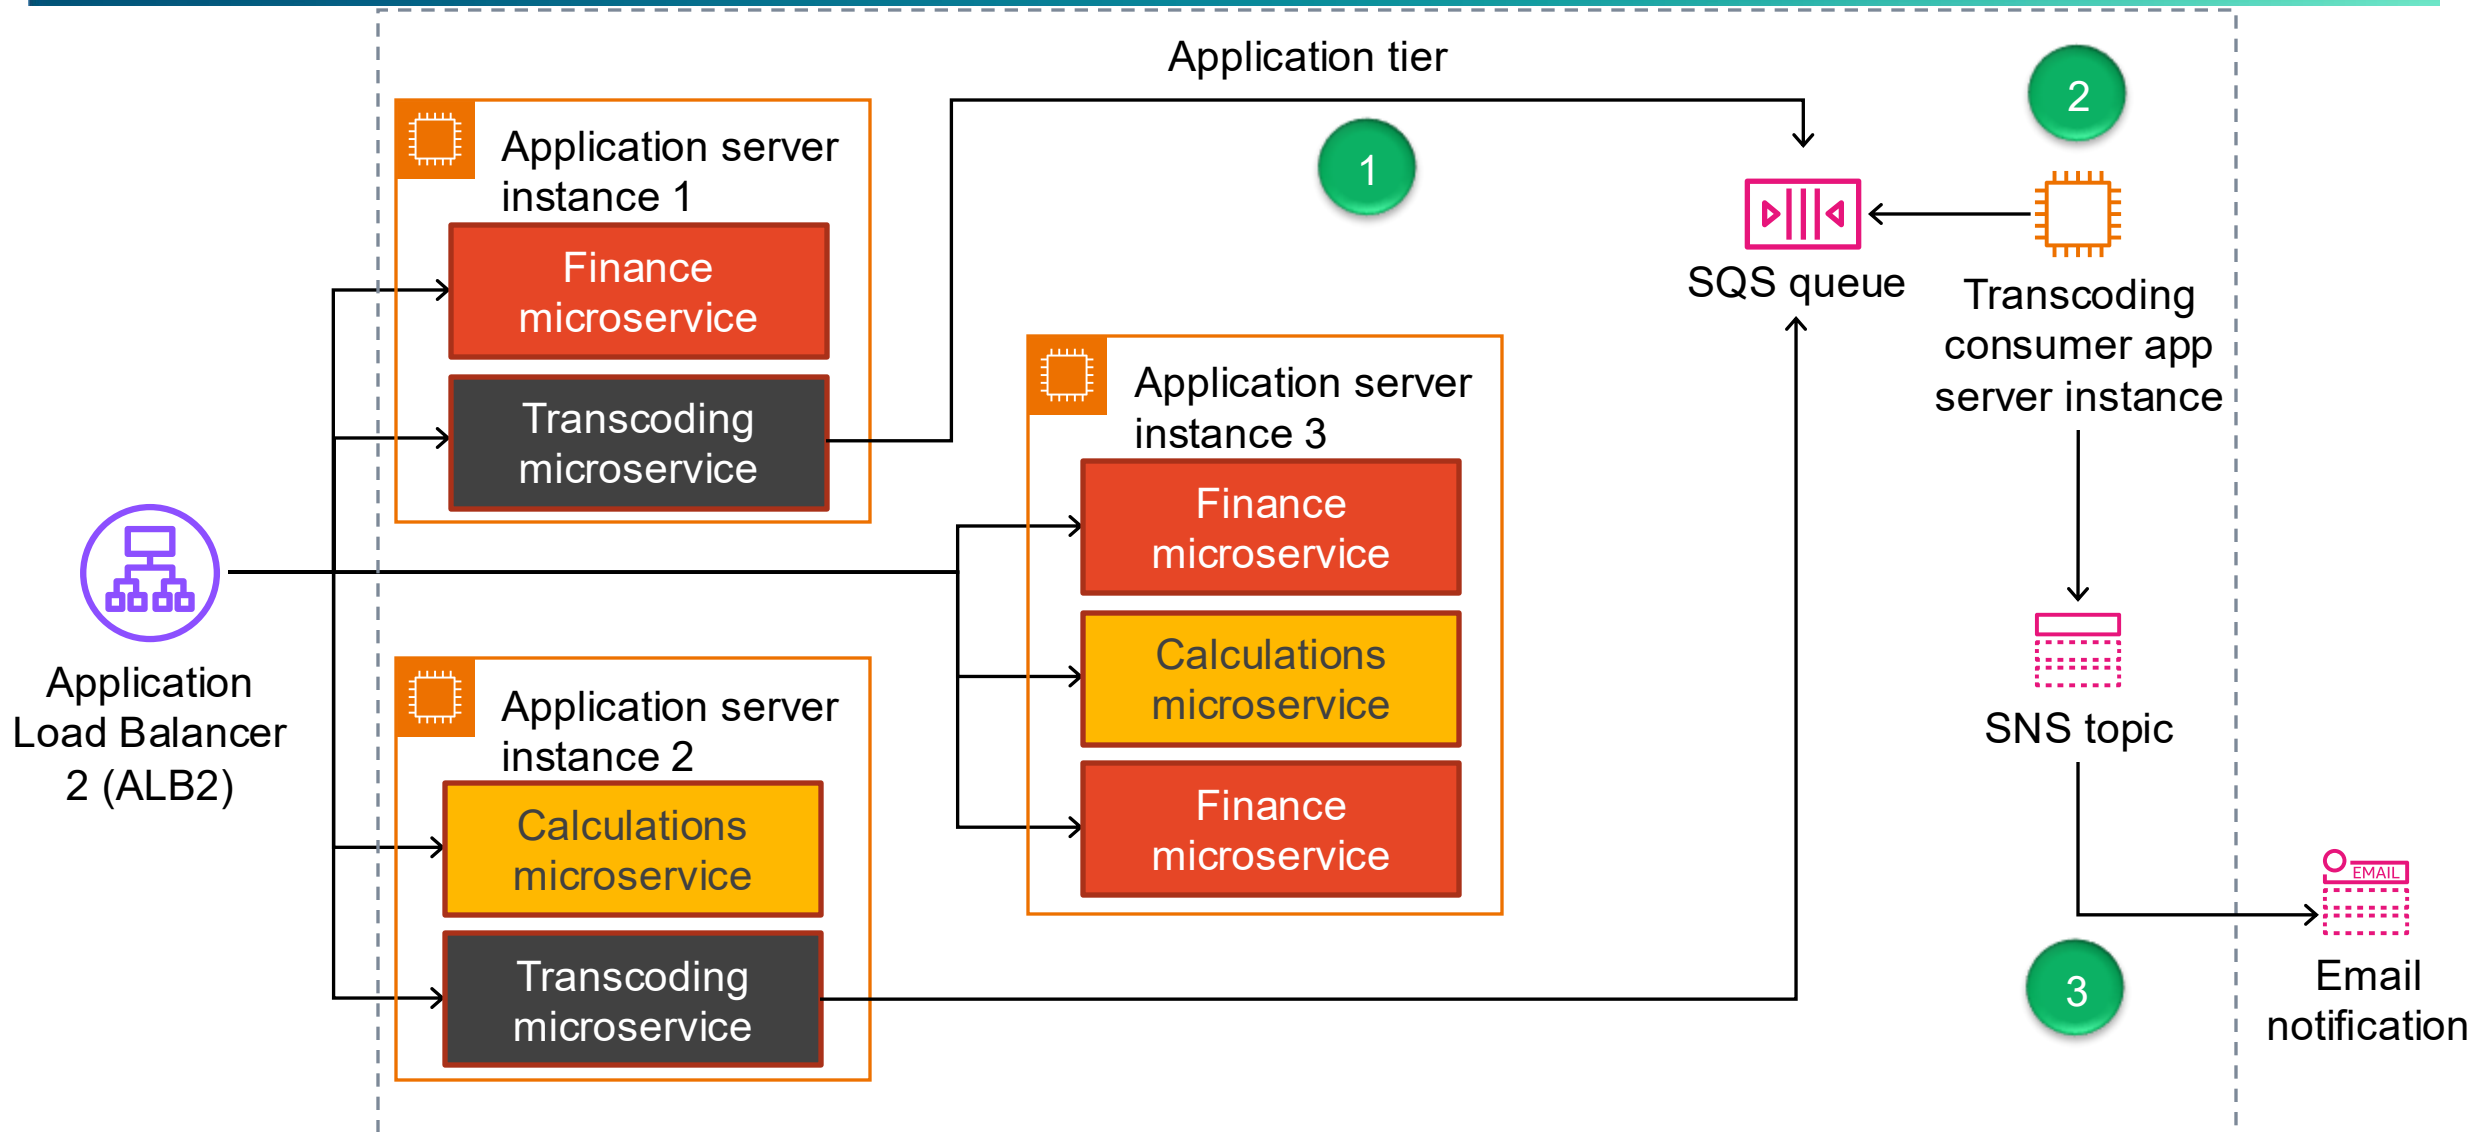 Application tier
2
Application server
instance 1
1
Finance
microservice
SQS queue
Transcoding
consumer app
server instance
Transcoding
microservice
Application server
instance 3
Finance
microservice
Calculations
microservice
Finance
microservice
Application
Load Balancer
2 (ALB2)
Application server
instance 2
Calculations
microservice
Transcoding
microservice
SNS topic
EMAIL
3
Email
notification